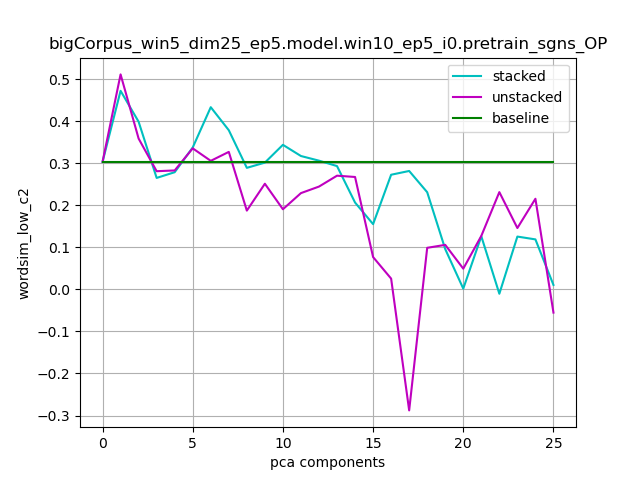 bigCorpus_win5_dim25_ep5.model.win10_ep5_i0.pretrain_sgns_OP
stacked
unstacked
baseline
0.5
0.4
0.3
0.2
0.1
0.0
−0.1
−0.2
−0.3
wordsim_low_c2
0 5 10 15 20 25
pca components